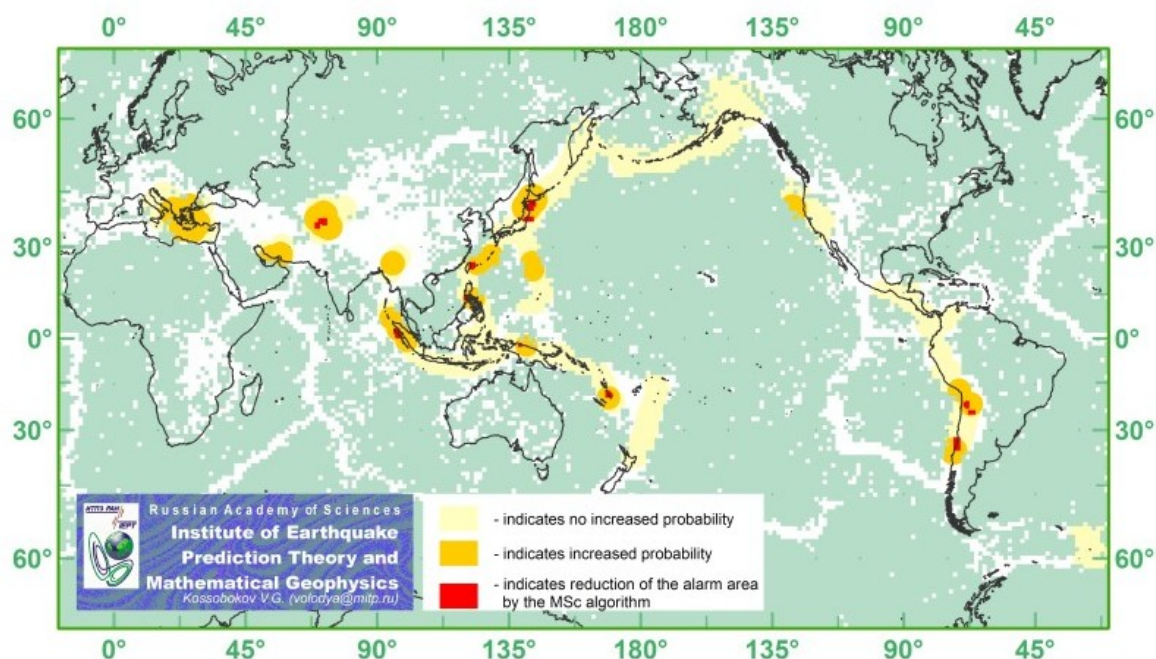 0° 45° 90° 135° 180° 135° 90° 45°
60° 60°
30° 30°
0° 0°
30° 30°
60° 60°
Russian Academy of Sciences
Institute of Earthquake
Prediction Theory and
Mathematical Geophysics
Kossobokov V.G. (volodya@mitp.ru)
- indicates no increased probability
- indicates increased probability
- indicates reduction of the alarm area
by the MSc algorithm
0° 45° 90° 135° 180° 135° 90° 45°